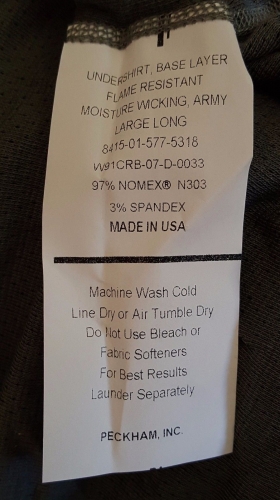 UNDERSHIRT, BASE LAYER
FLAME RESISTANT
MOISTURE WICKING, ARMY
LARGE LONG
8415-01-577-5318
W91CRB-07-D-0033
97% NOMEX® N303
3% SPANDEX
MADE IN USA
Machine Wash Cold
Line Dry or Air Tumble Dry
Do Not Use Bleach or
Fabric Softeners
For Best Results
Launder Separately
PECKHAM, INC.